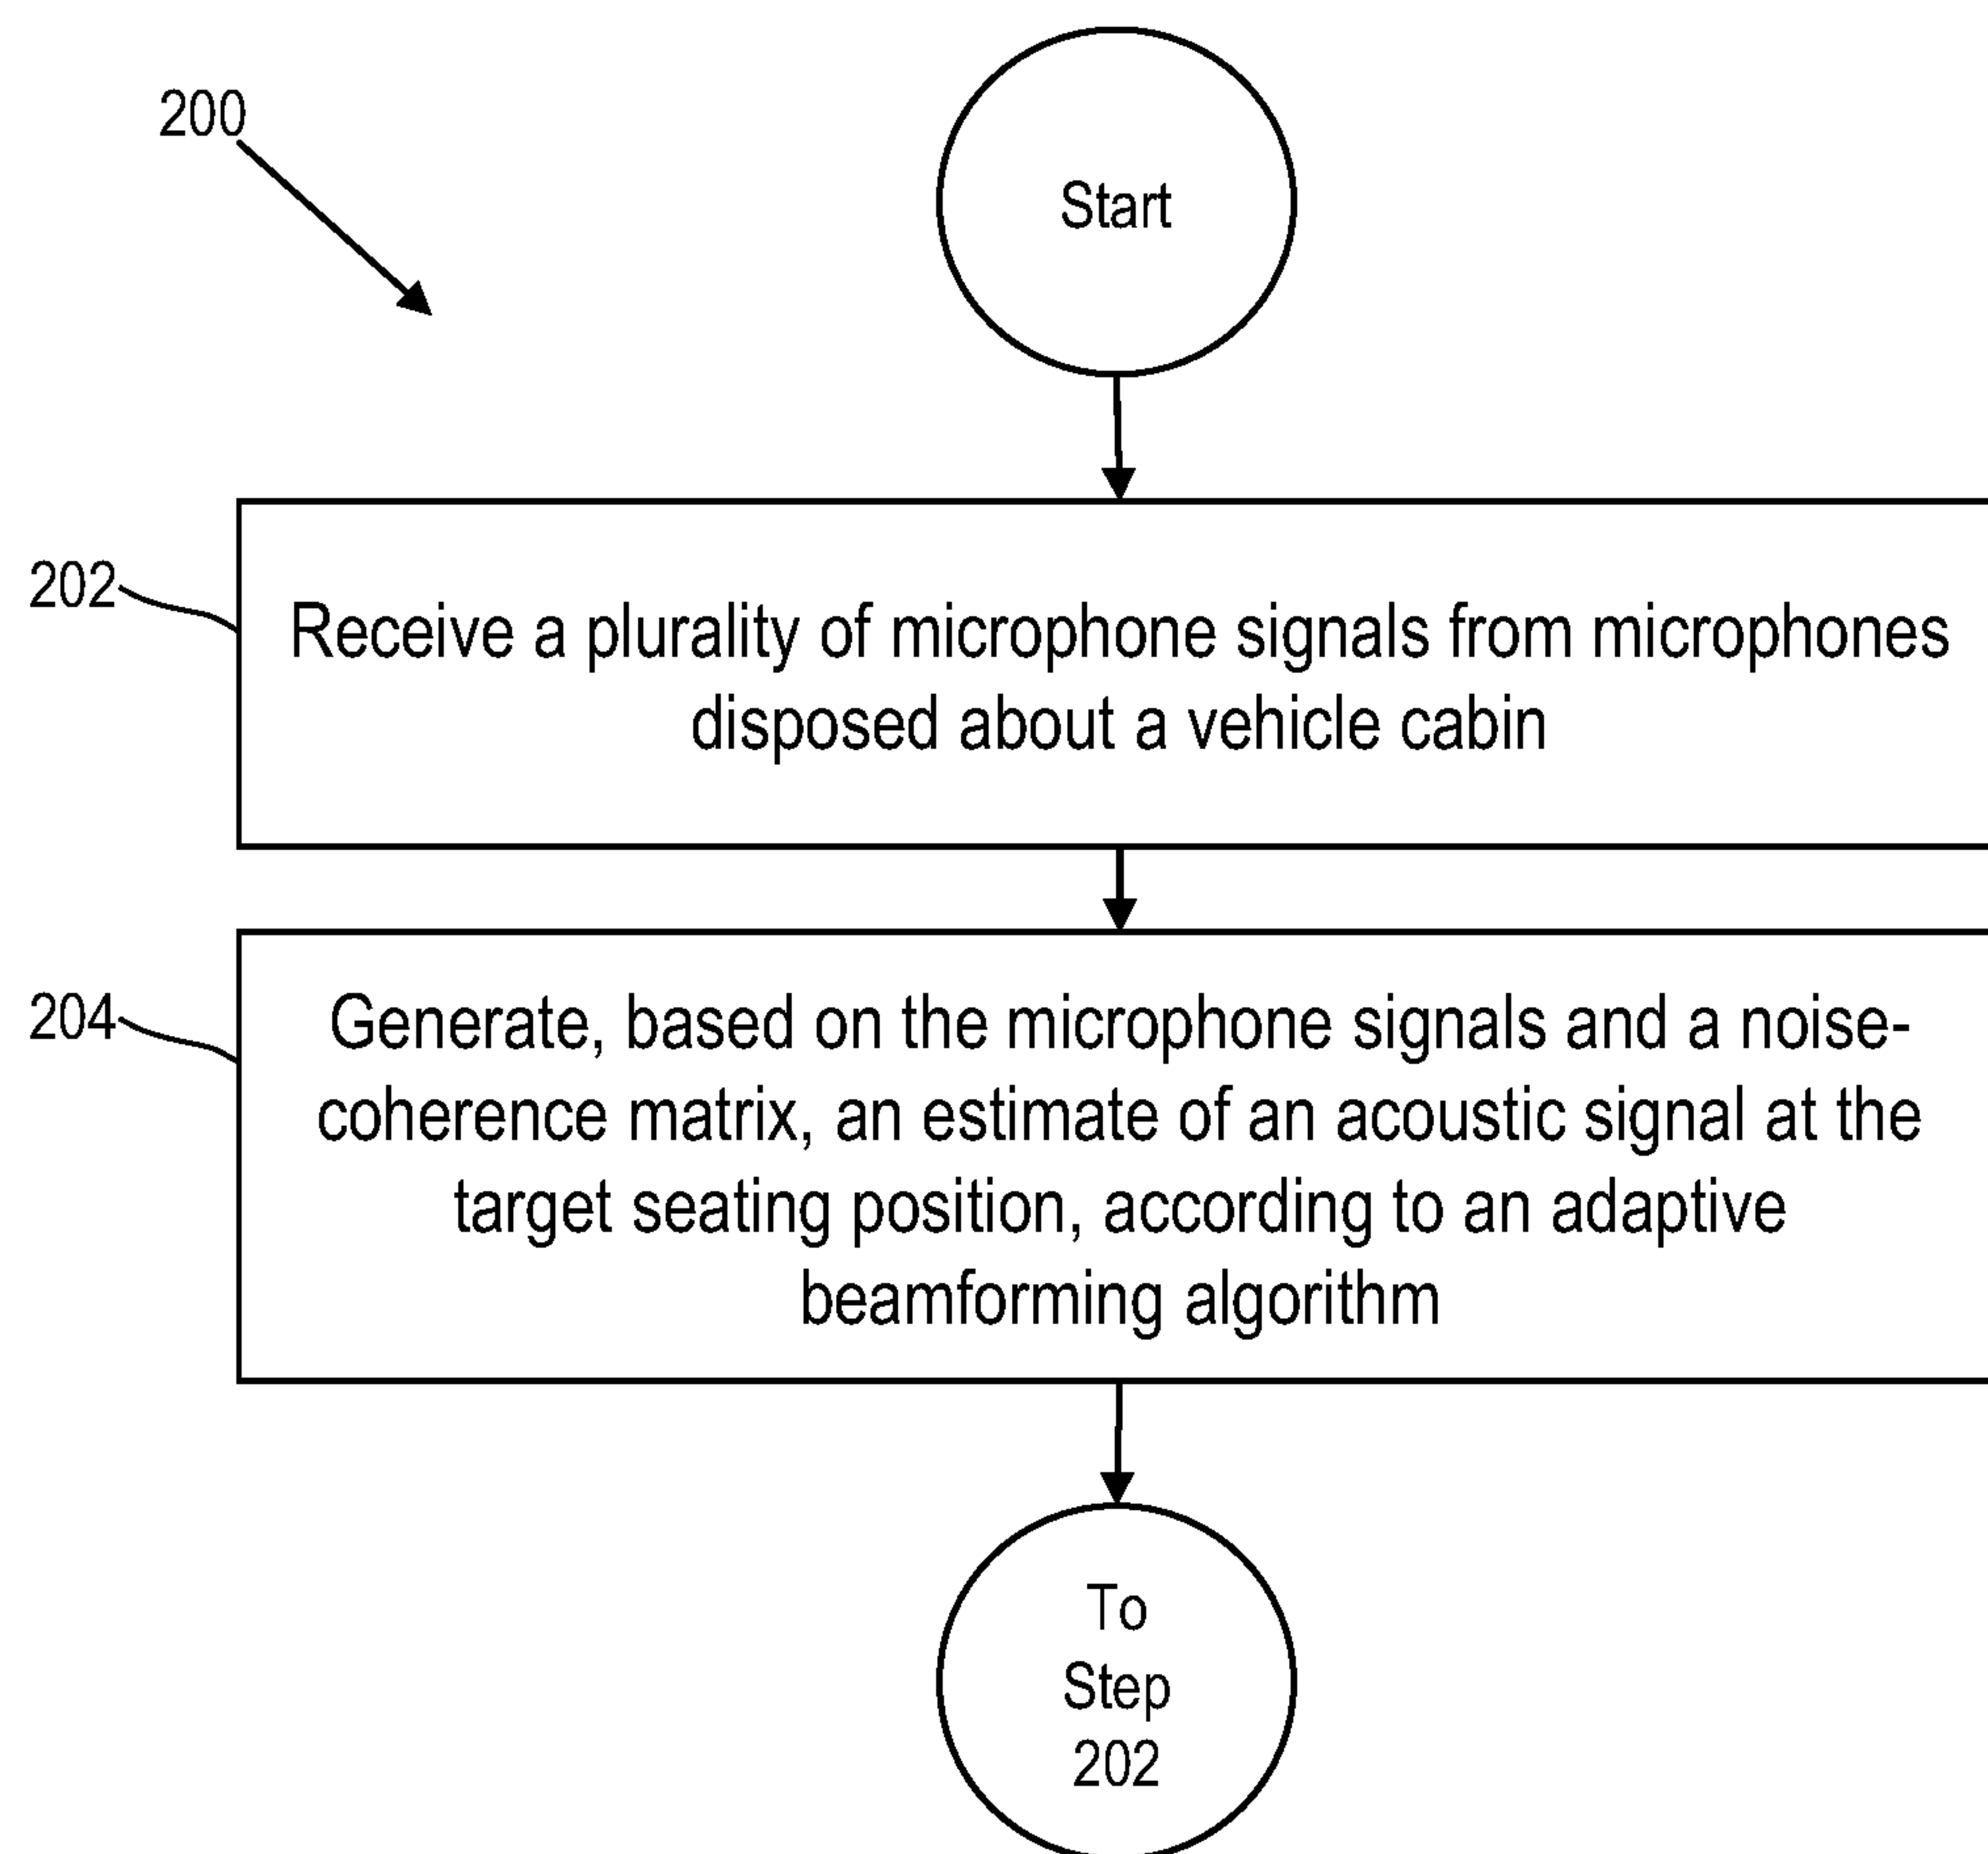 200
Start
202
Receive a plurality of microphone signals from microphones
disposed about a vehicle cabin
204
Generate, based on the microphone signals and a noise-
coherence matrix, an estimate of an acoustic signal at the
target seating position, according to an adaptive
beamforming algorithm
To
Step
202